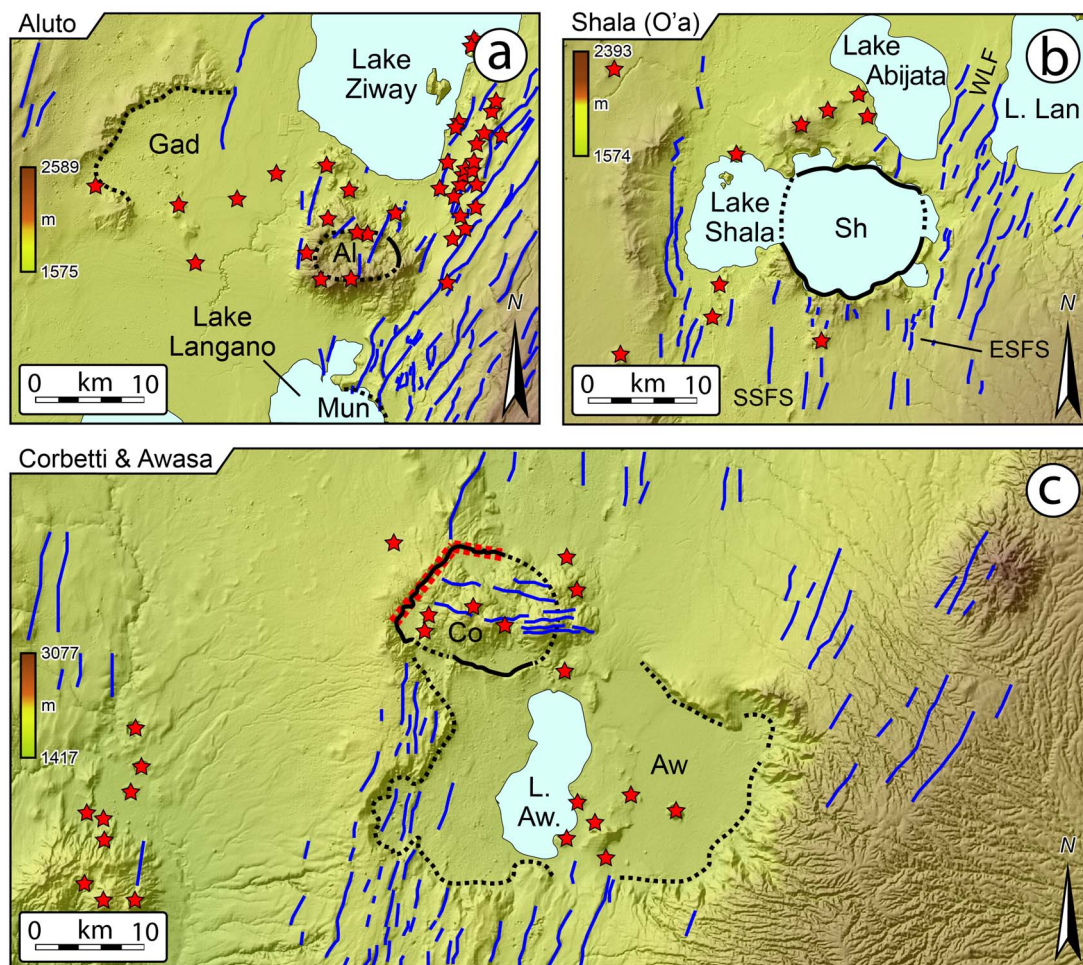 Aluto
a
Lake
Ziway
Gad
2589
m
1575
Al
Lake
Langano
Mun
0 km 10
N
Shala (O'a)
b
2393
m
1574
Lake
Abijata
WLF
L. Lan
Lake
Shala
Sh
ESFS
SSFS
0 km 10
N
Corbetti & Awasa
c
Co
3077
m
1417
L.
Aw.
Aw
0 km 10
N